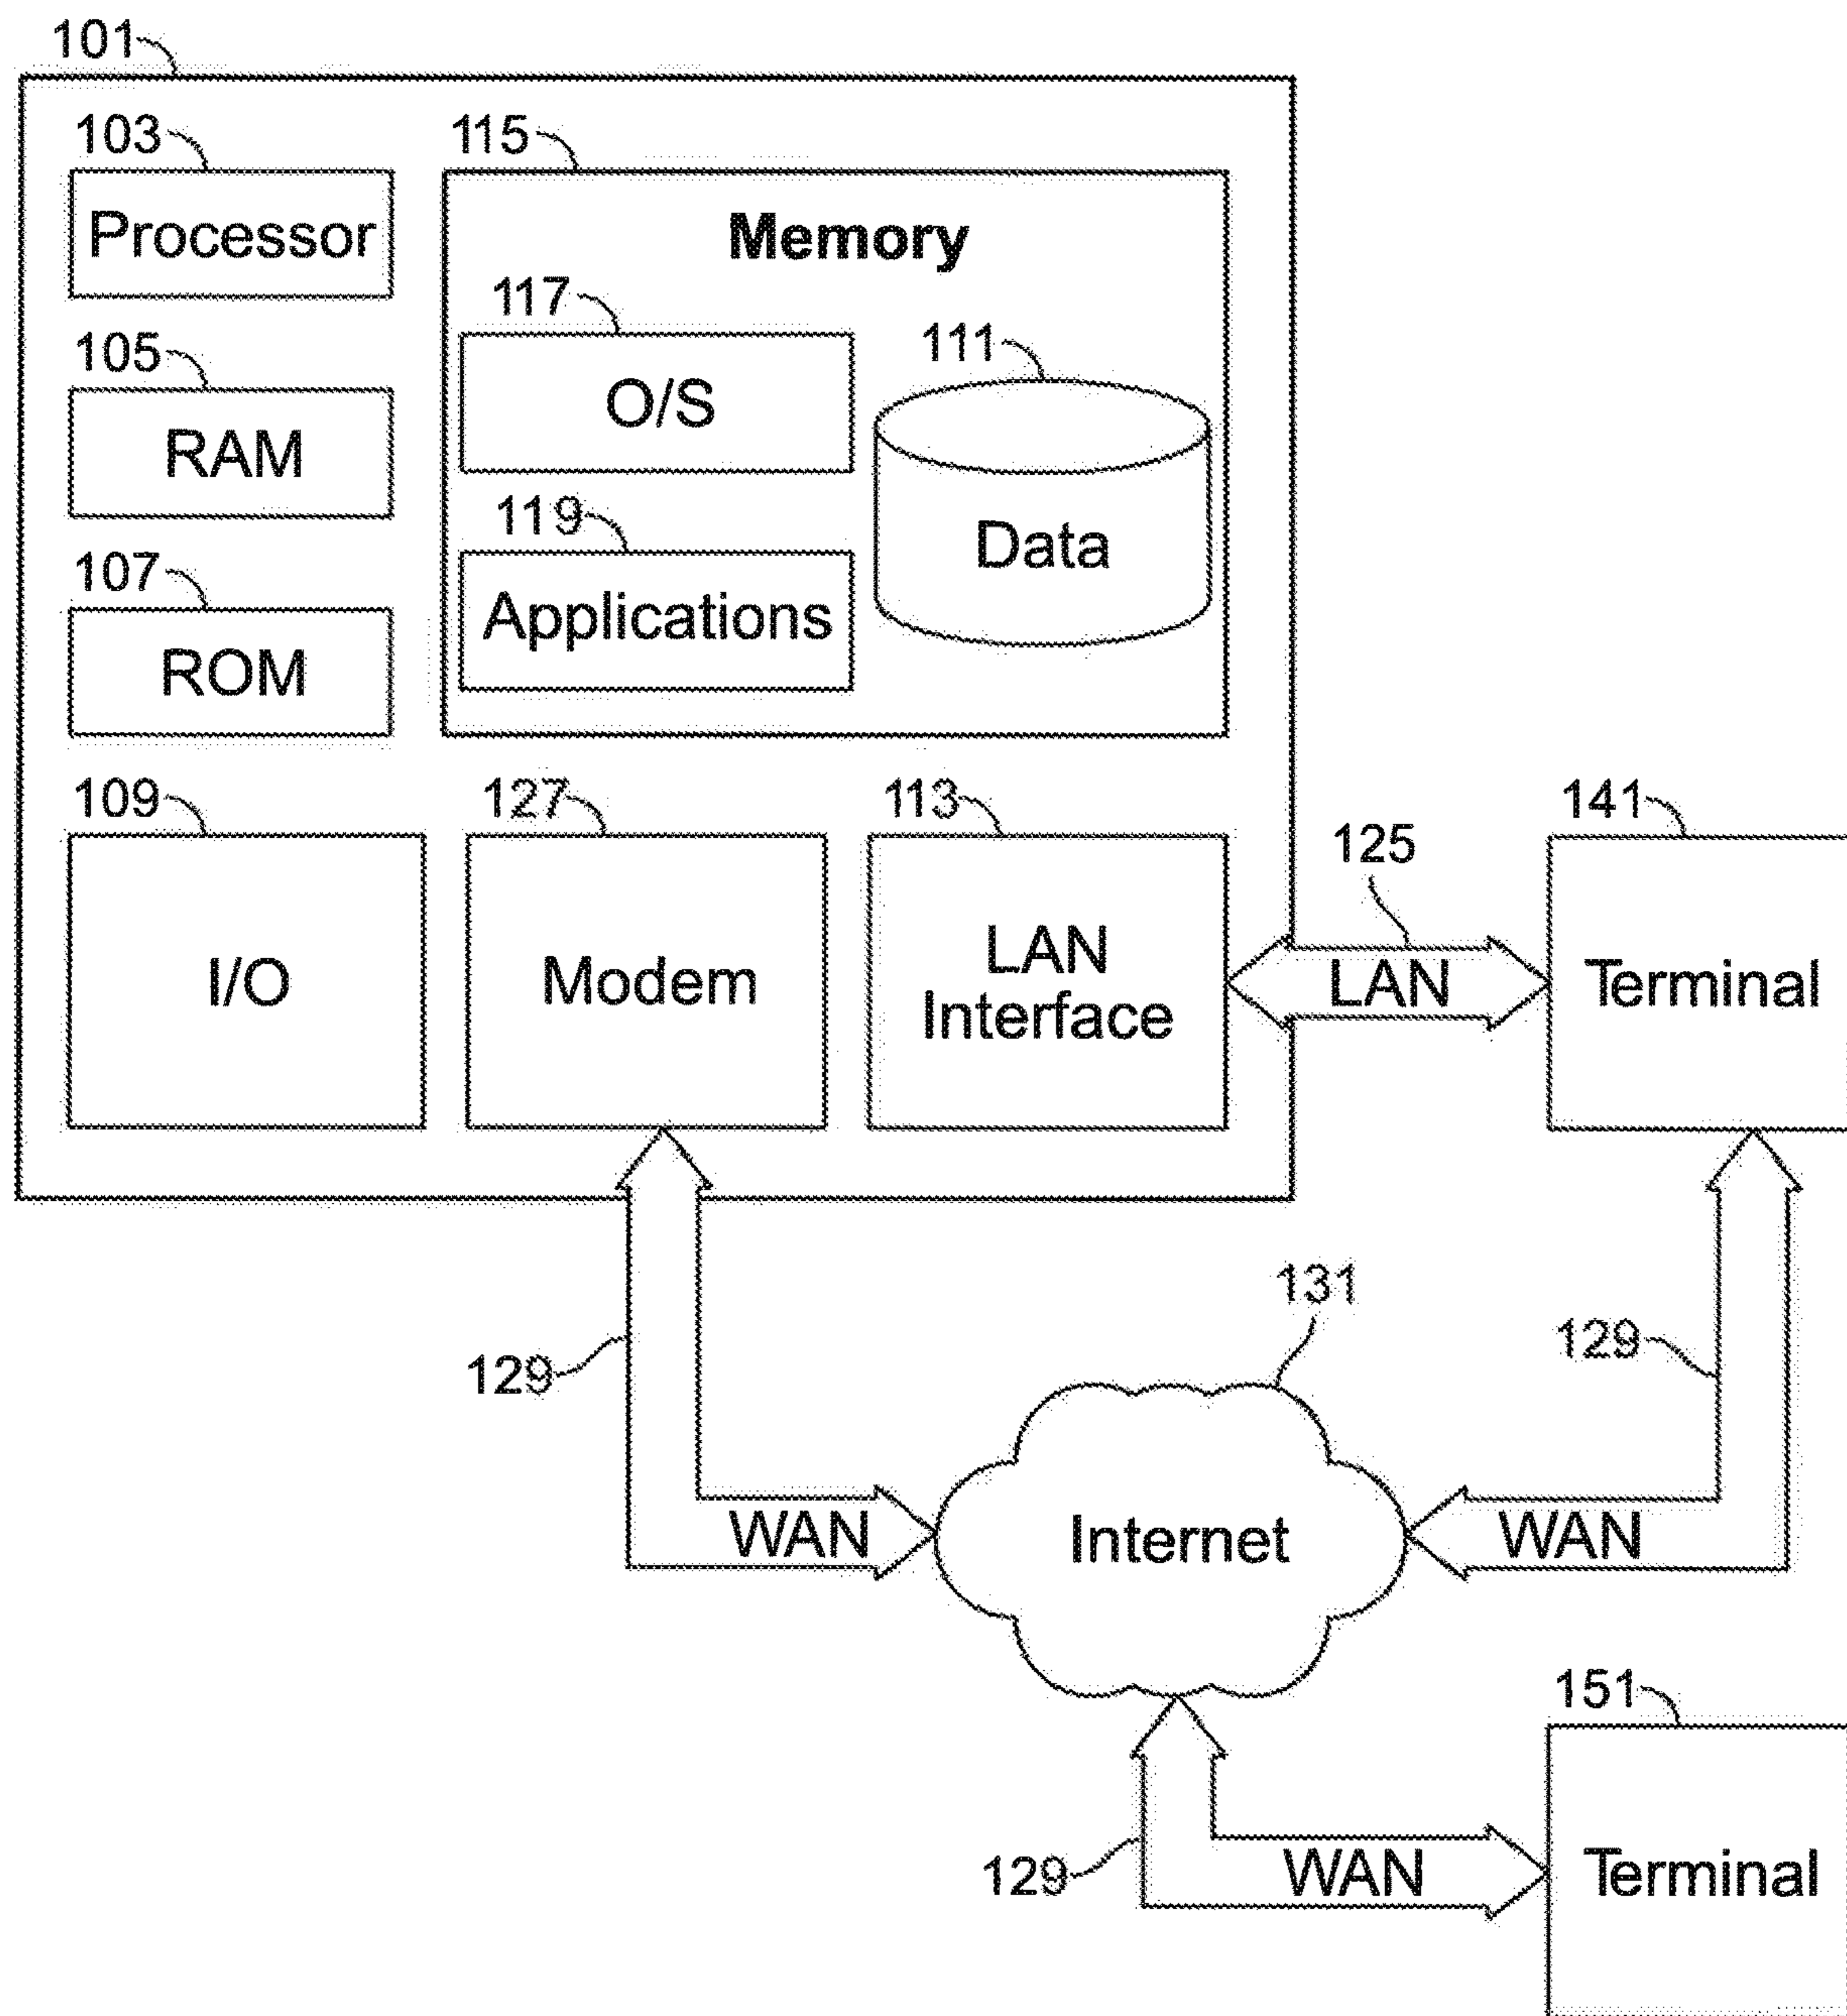 101
103
Processor
115
Memory
105
RAM
117
O/S
111
Data
107
ROM
119
Applications
109
I/O
127
Modem
113
LAN
Interface
125
LAN
141
Terminal
129
WAN
131
Internet
129
WAN
129
WAN
151
Terminal